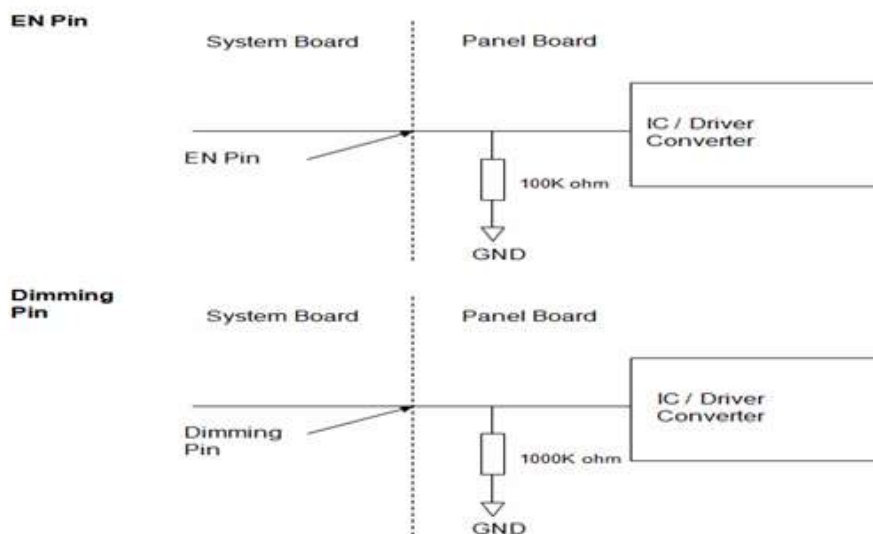 EN Pin
System Board
Panel Board
IC / Driver
Converter
EN Pin
100K ohm
GND
Dimming
Pin
System Board
Panel Board
IC / Driver
Converter
Dimming
Pin
1000K ohm
GND